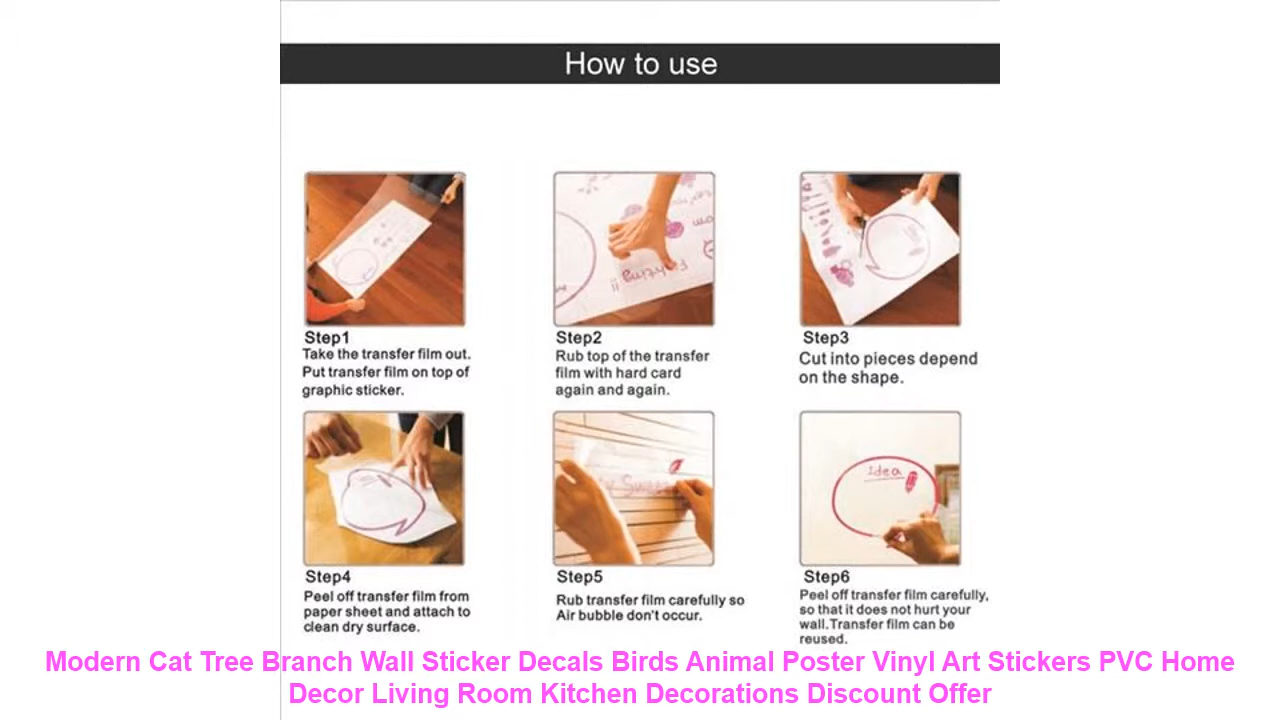 How to use
Step1
Take the transfer film out.
Put transfer film on top of
graphic sticker.
Step2
Rub top of the transfer
film with hard card
again and again.
Step3
Cut into pieces depend
on the shape.
Fighting
Step4
Peel off transfer film from
paper sheet and attach to
clean dry surface.
Step5
Rub transfer film carefully so
Air bubble don't occur.
Idea
Step6
Peel off transfer film carefully,
so that it does not hurt your
wall.Transfer film can be
reused.
Modern Cat Tree Branch Wall Sticker Decals Birds Animal Poster Vinyl Art Stickers PVC Home
Decor Living Room Kitchen Decorations Discount Offer